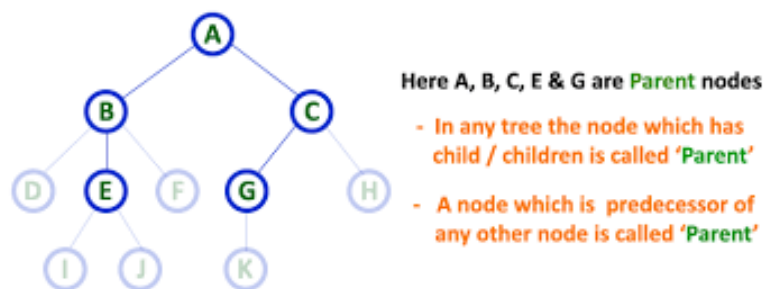 A
B
C
D
E
F
G
H
I
J
K
Here A, B, C, E & G are Parent nodes
- In any tree the node which has
child / children is called ‘Parent’
- A node which is predecessor of
any other node is called ‘Parent’